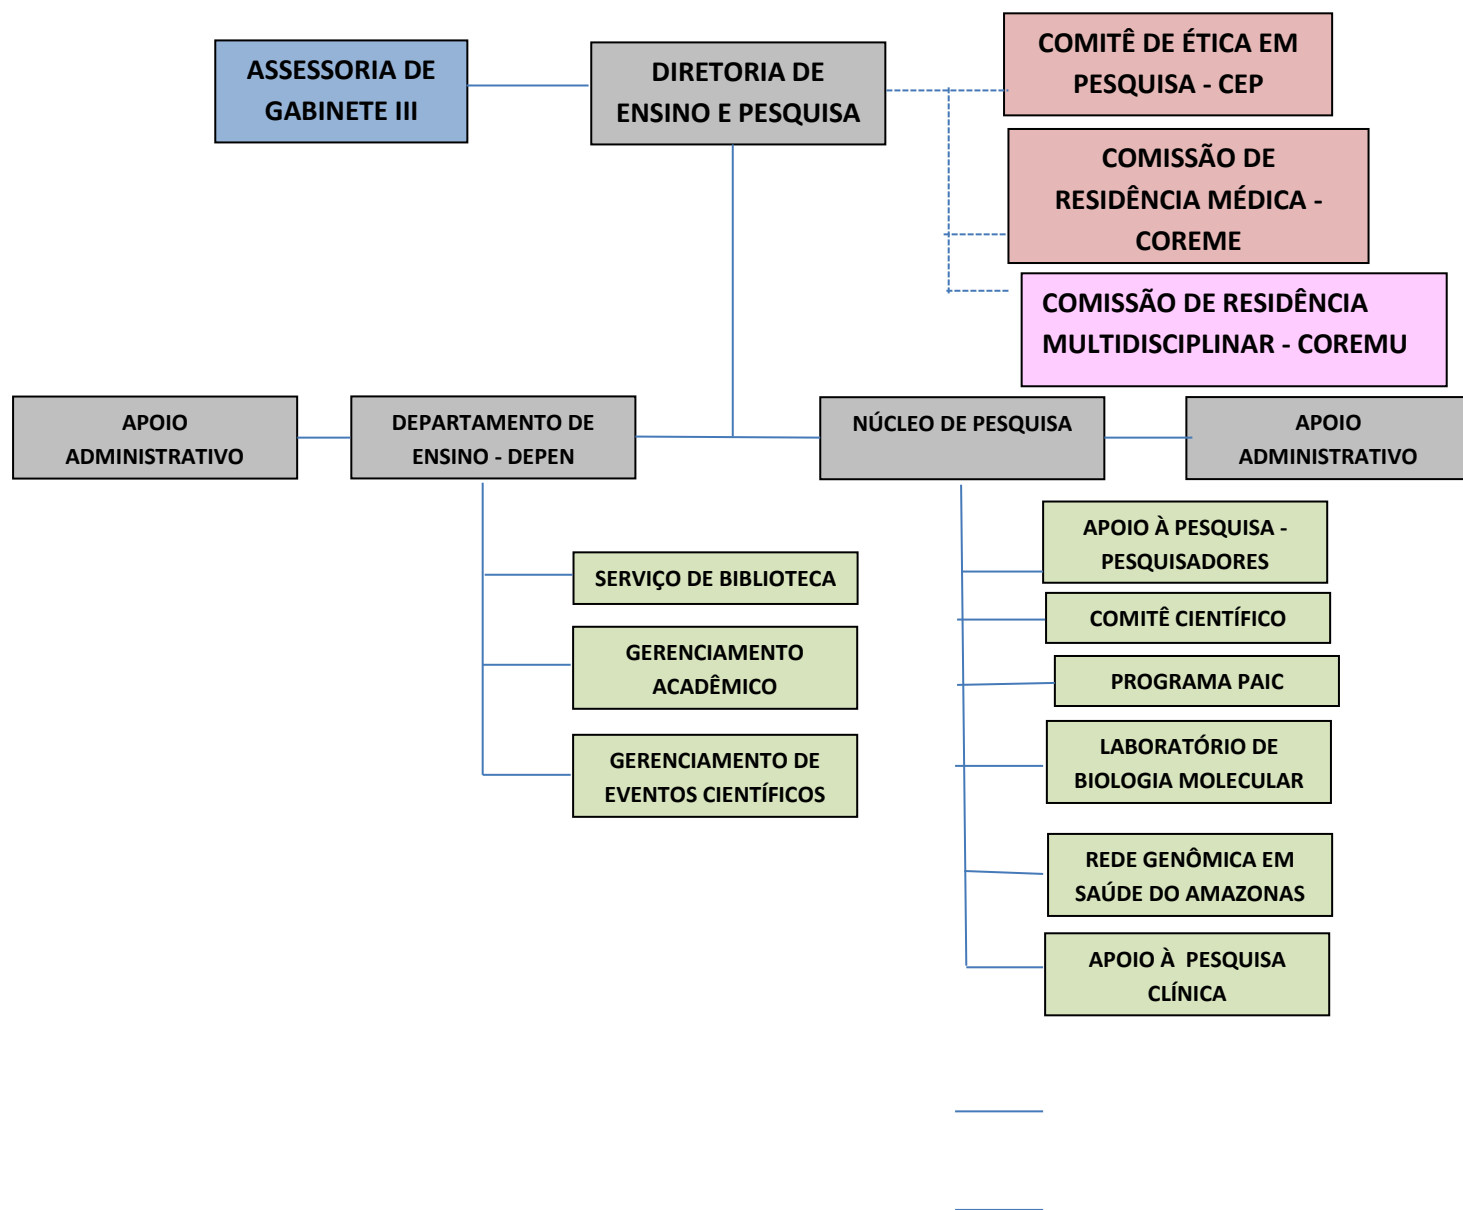 ASSESSORIA DE
GABINETE III
DIRETORIA DE
ENSINO E PESQUISA
COMITÊ DE ÉTICA EM
PESQUISA - CEP
COMISSÃO DE
RESIDÊNCIA MÉDICA -
COREME
COMISSÃO DE RESIDÊNCIA
MULTIDISCIPLINAR - COREMU
APOIO
ADMINISTRATIVO
DEPARTAMENTO DE
ENSINO - DEPEN
NÚCLEO DE PESQUISA
APOIO
ADMINISTRATIVO
SERVIÇO DE BIBLIOTECA
GERENCIAMENTO
ACADÊMICO
GERENCIAMENTO DE
EVENTOS CIENTÍFICOS
APOIO À PESQUISA -
PESQUISADORES
COMITÊ CIENTÍFICO
PROGRAMA PAIC
LABORATÓRIO DE
BIOLOGIA MOLECULAR
REDE GENÔMICA EM
SAÚDE DO AMAZONAS
APOIO À  PESQUISA
CLÍNICA